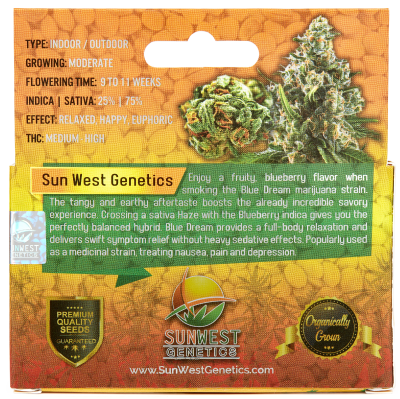 TYPE: INDOOR / OUTDOOR
GROWING: MODERATE
FLOWERING TIME: 9 TO 11 WEEKS
INDICA | SATIVA: 25% | 75%
EFFECT: RELAXED, HAPPY, EUPHORIC
THC: MEDIUM- HIGH
Sun West Genetics
Enjoy a fruity, blueberry flavor when
smoking the Blue Dream marijuana strain.
The tangy and earthy aftertaste boosts the already incredible savory
experience. Crossing a sativa Haze with the Blueberry indica gives you the
perfectly balanced hybrid. Blue Dream provides a full-body relaxation and
delivers swift symptom relief without heavy sedative effects. Popularly used
as a medicinal strain, treating nausea, pain and depression.
SUNWEST
GENETICS
PREMIUM
QUALITY
SEEDS
GUARANTEED
SUNWEST
GENETICS
Organically
Grown
www.SunWestGenetics.com